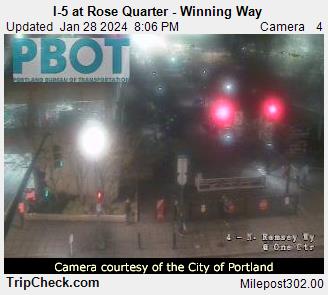 I-5 at Rose Quarter - Winning Way
Updated Jan 28 2024 8:06 PM Camera 4
PBOT
PORTLAND BUREAU OF TRANSPORTATION
4 - N. Ramsey Wy
@ One Ctr
Camera courtesy of the City of Portland
TripCheck.com Milepost302.00